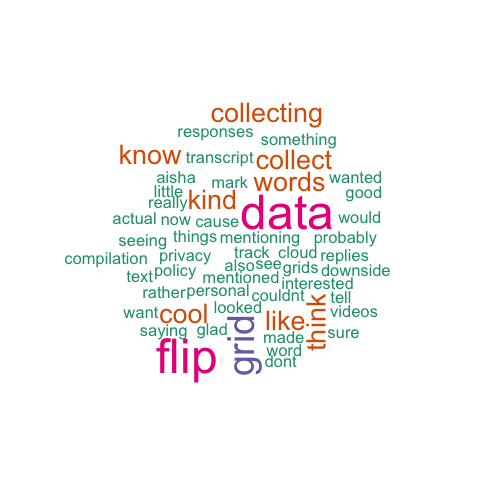 collecting
responses
something
know transcript collect
aisha mark words wanted
little good
really kind data
actual now cause would
seeing things mentioning probably
compilation privacy track cloud replies
text policy also see grids downside
mentioned interested
rather personal couldnt tell
want cool looked like think videos
saying glad grid made sure
word
flip dont